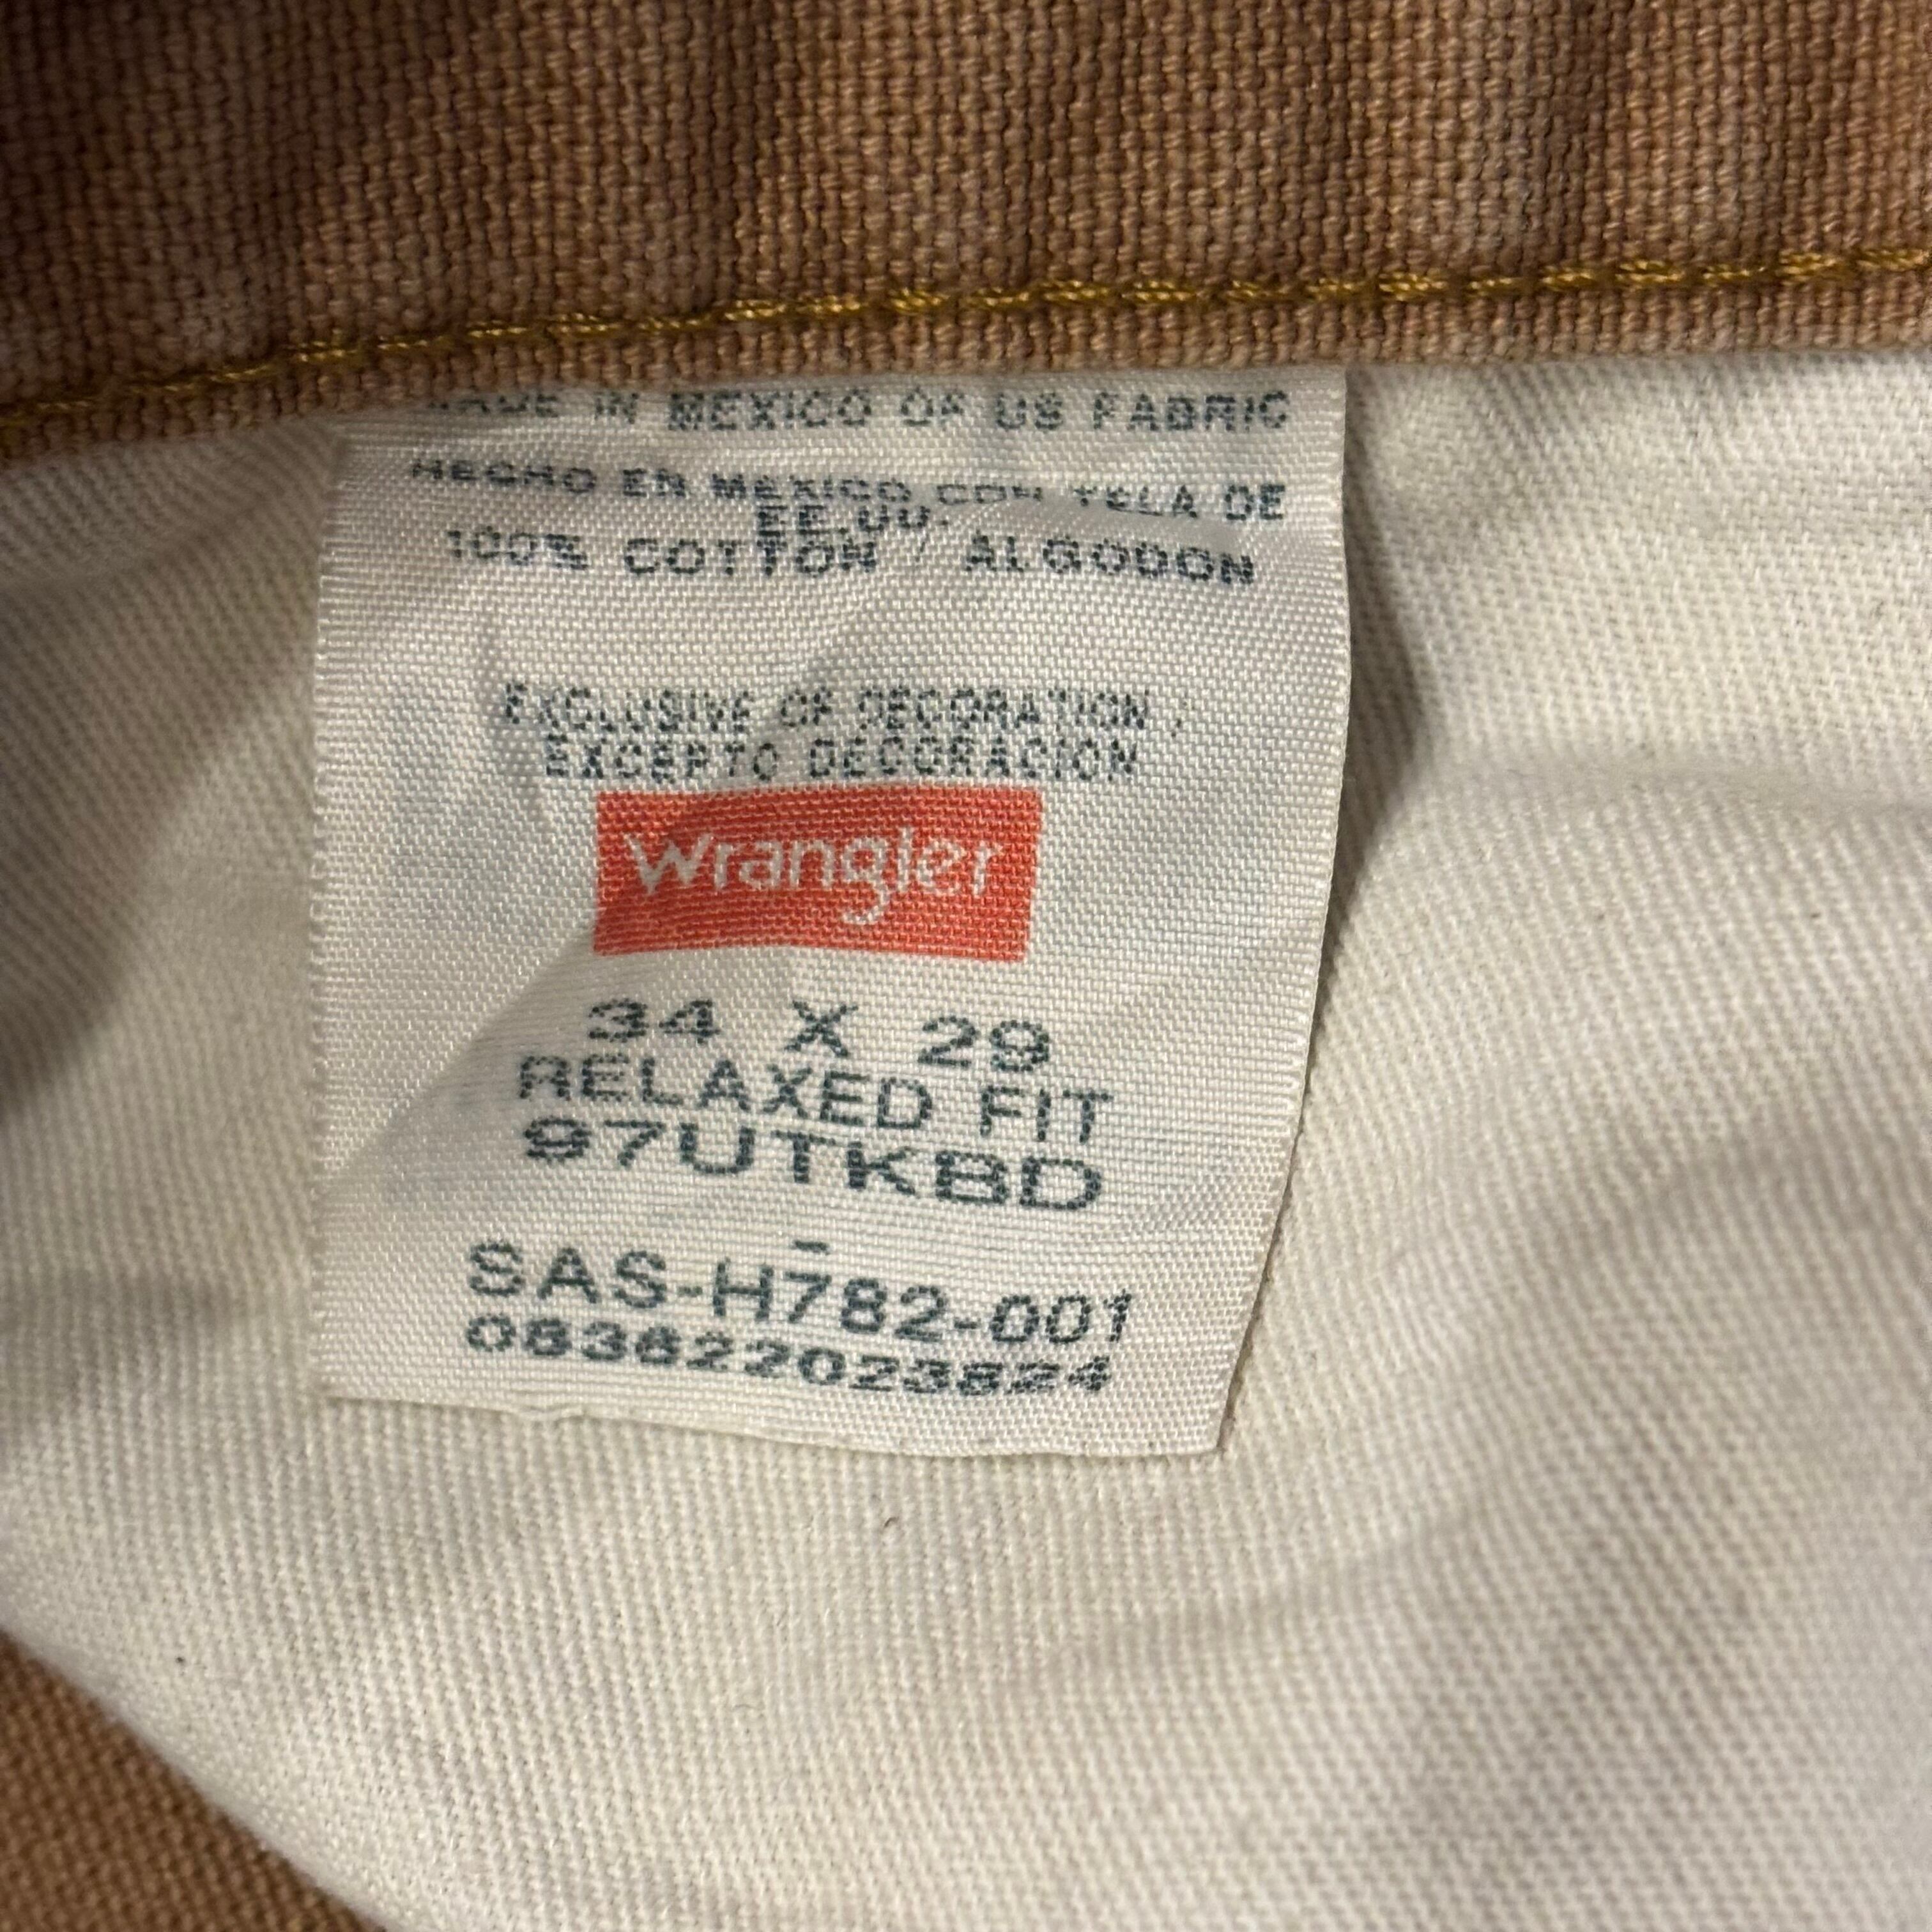 MADE IN MEXICO OF US FABRIC
HECHO EN MEXICO CON TELA DE
EE.UU.
100% COTTON / ALGODON
EXCLUSIVE OF DECORATION /
EXCEPTO DECORACION
Wrangler
34 X 29
RELAXED FIT
97UTKBD
-
SAS-H782-001